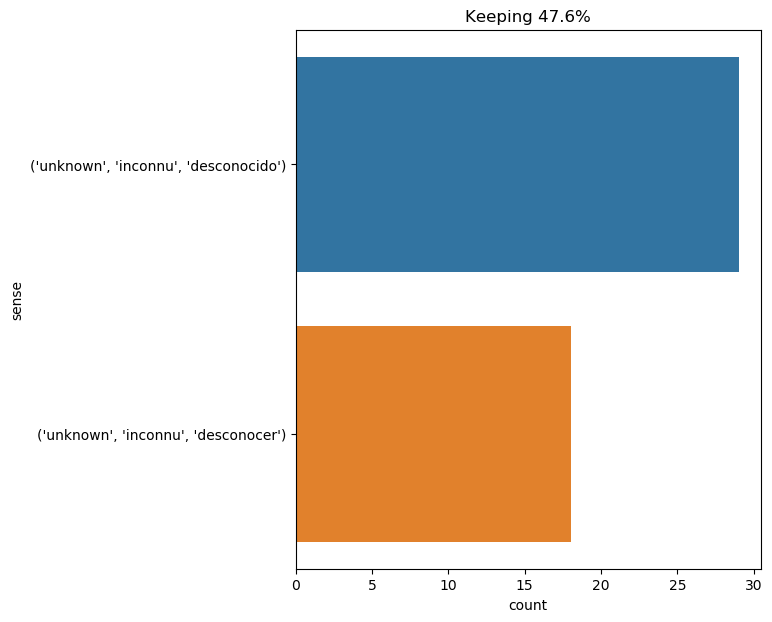 Keeping 47.6%
('unknown', 'inconnu', 'desconocido')
('unknown', 'inconnu', 'desconocer')
sense
0 5 10 15 20 25 30
count